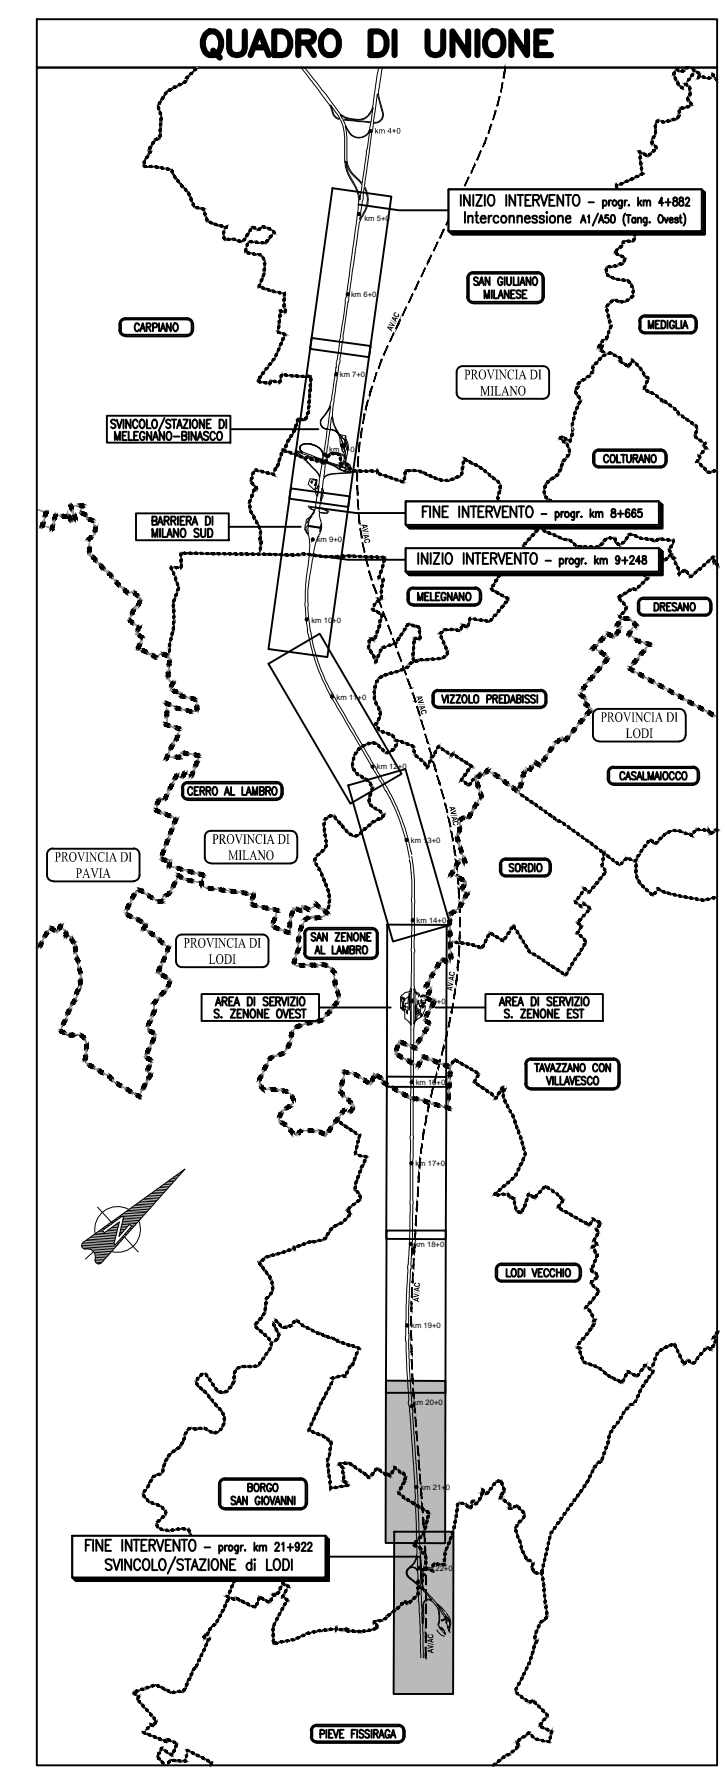 QUADRO DI UNIONE
km 4+0
INIZIO INTERVENTO - progr. km 4+882
Interconnessione A1/A50 (Tang. Ovest)
km 5+0
SAN GIULIANO
MILANESE
km 6+0
CARPIANO
AV/AC
MEDIGLIA
km 7+0
PROVINCIA DI
MILANO
SVINCOLO/STAZIONE DI
MELEGNANO-BINASCO
COLTURANO
FINE INTERVENTO - progr. km 8+665
BARRIERA DI
MILANO SUD
AV/AC
km 9+0
INIZIO INTERVENTO - progr. km 9+248
MELEGNANO
DRESANO
km 10+0
km 11+0
AV/AC
VIZZOLO PREDABISSI
PROVINCIA DI
LODI
km 12+0
CASALMAIOCCO
CERRO AL LAMBRO
AV/AC
km 13+0
PROVINCIA DI
MILANO
PROVINCIA DI
PAVIA
SORDIO
km 14+0
PROVINCIA DI
LODI
SAN ZENONE
AL LAMBRO
AV/AC
AREA DI SERVIZIO
S. ZENONE OVEST
AREA DI SERVIZIO
S. ZENONE EST
TAVAZZANO CON
VILLAVESCO
km 16+0
km 17+0
N
km 18+0
LODI VECCHIO
AV/AC
km 19+0
km 20+0
km 21+0
BORGO
SAN GIOVANNI
FINE INTERVENTO - progr. km 21+922
SVINCOLO/STAZIONE di LODI
22+0
AV/AC
PIEVE FISSIRAGA